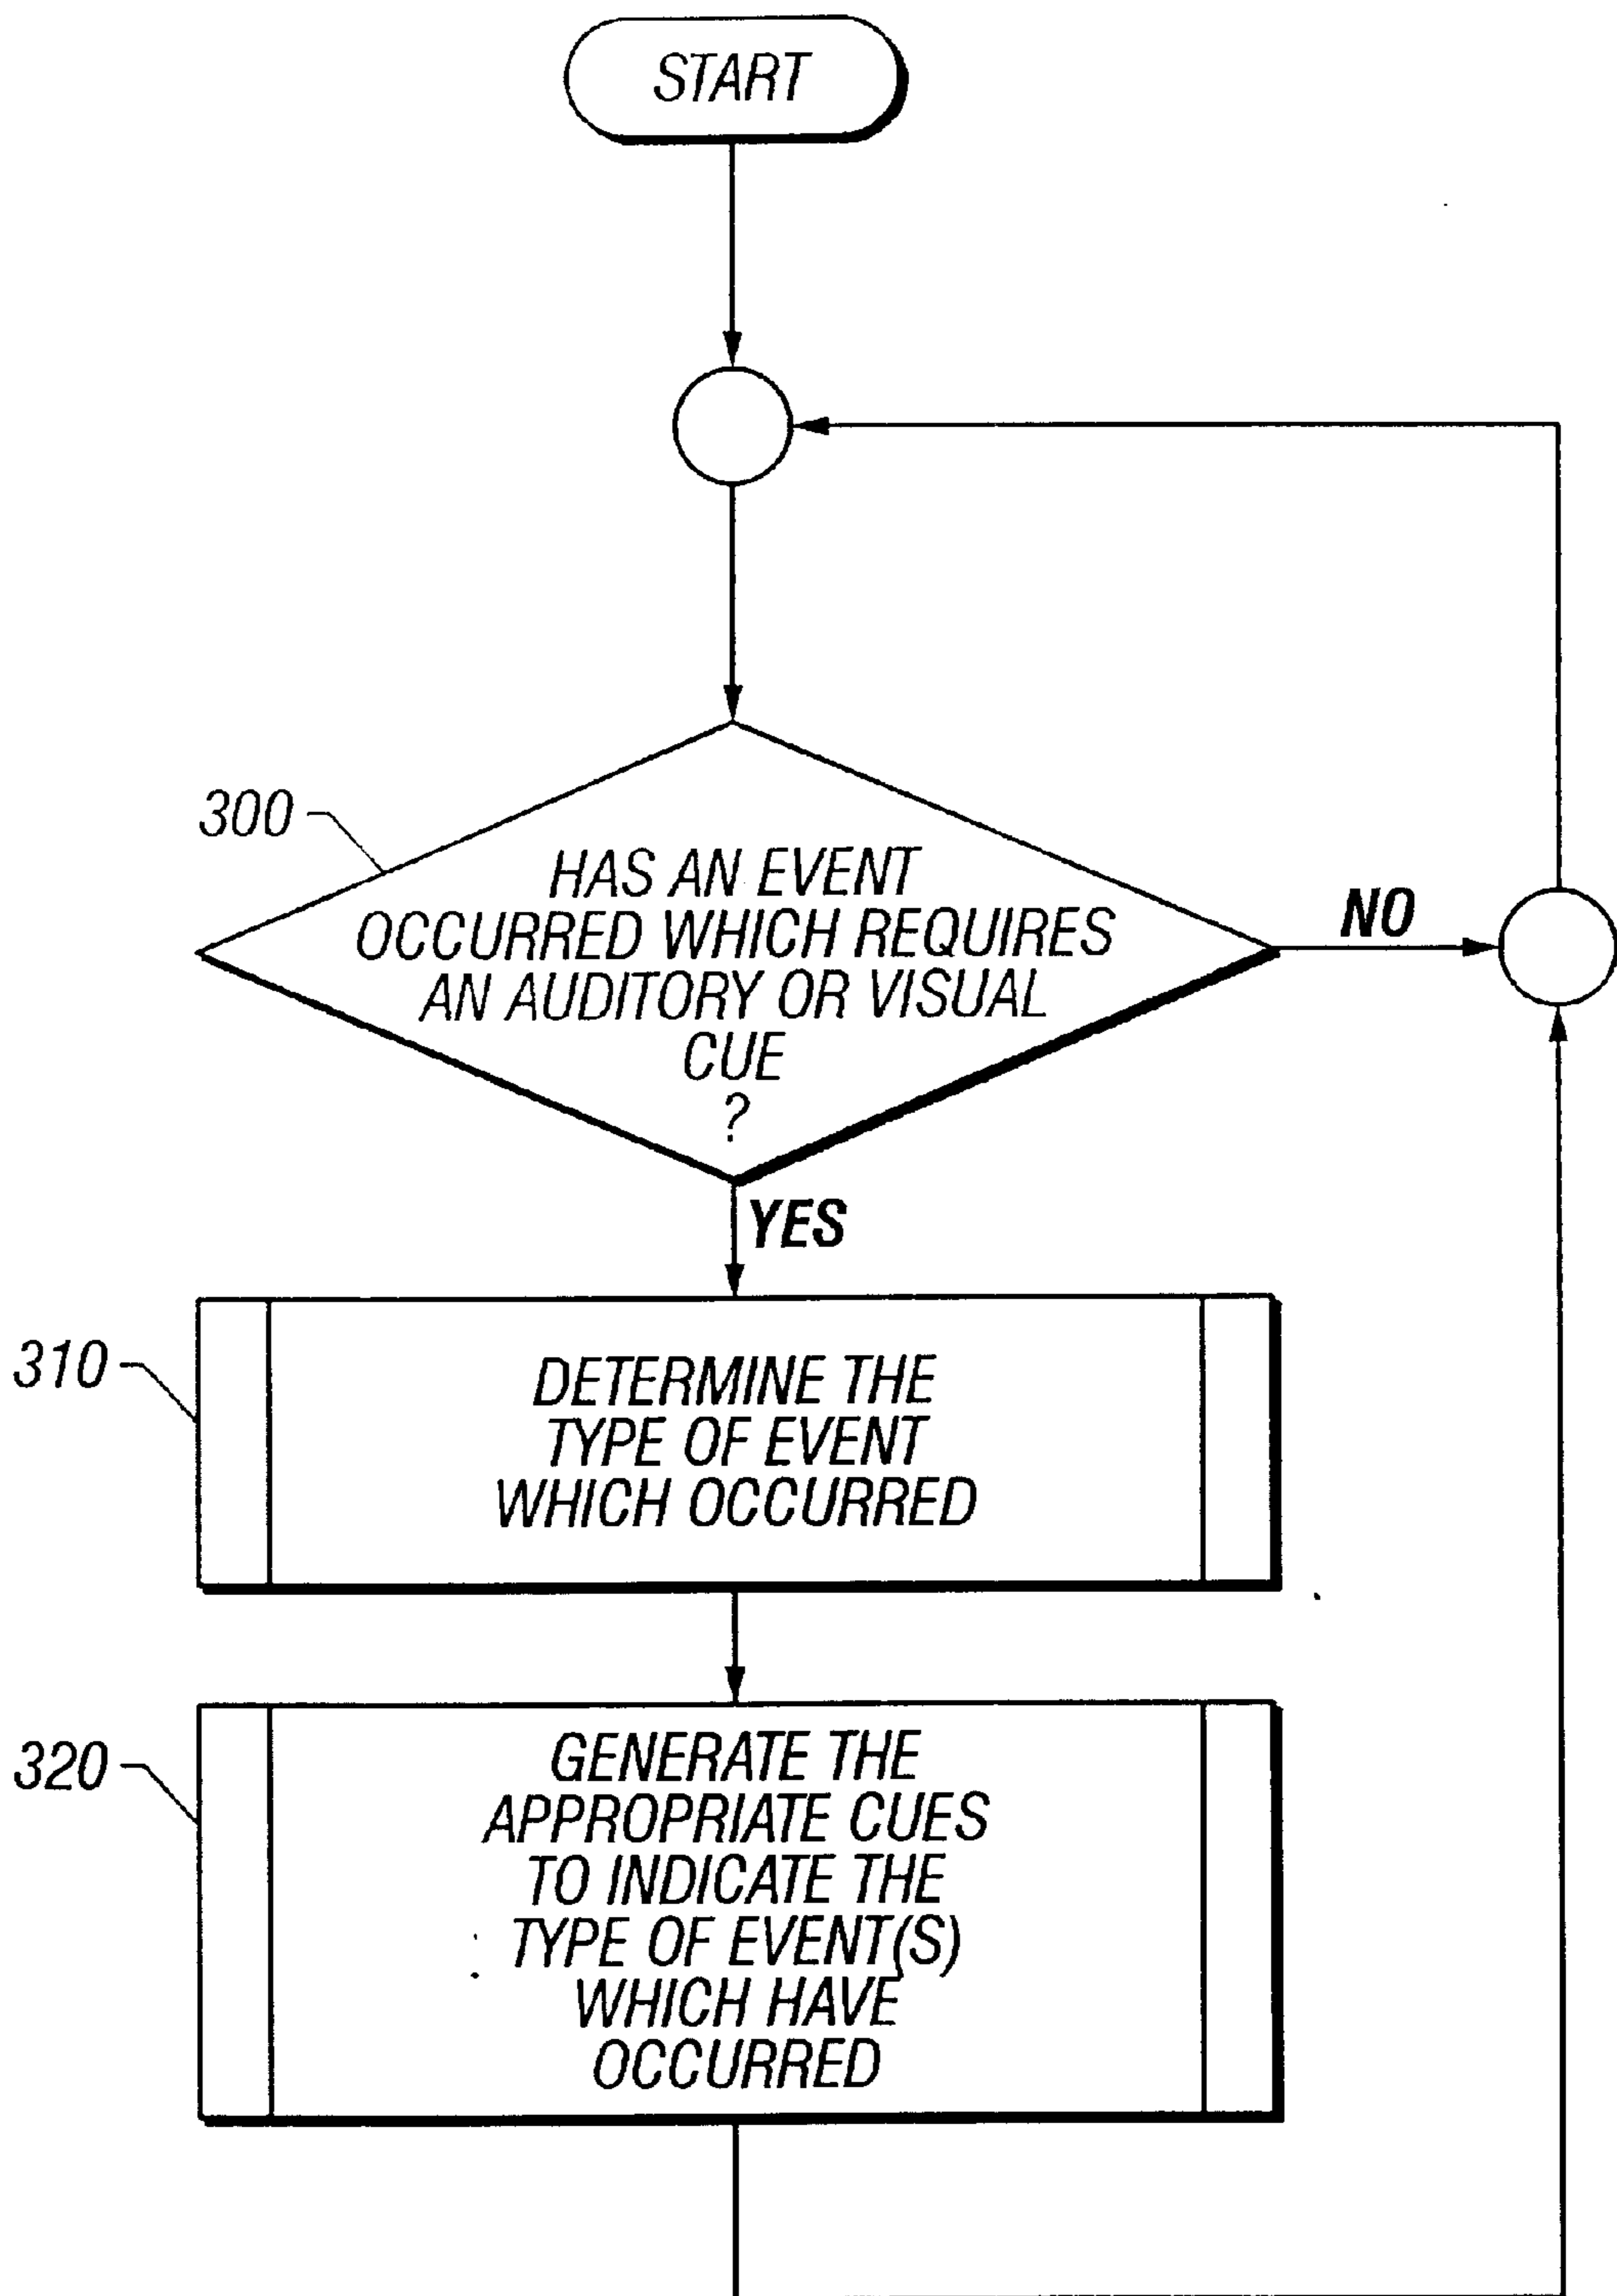 START
300
HAS AN EVENT
OCCURRED WHICH REQUIRES
AN AUDITORY OR VISUAL
CUE
?
NO
YES
310
DETERMINE THE
TYPE OF EVENT
WHICH OCCURRED
320
GENERATE THE
APPROPRIATE CUES
TO INDICATE THE
TYPE OF EVENT(S)
WHICH HAVE
OCCURRED